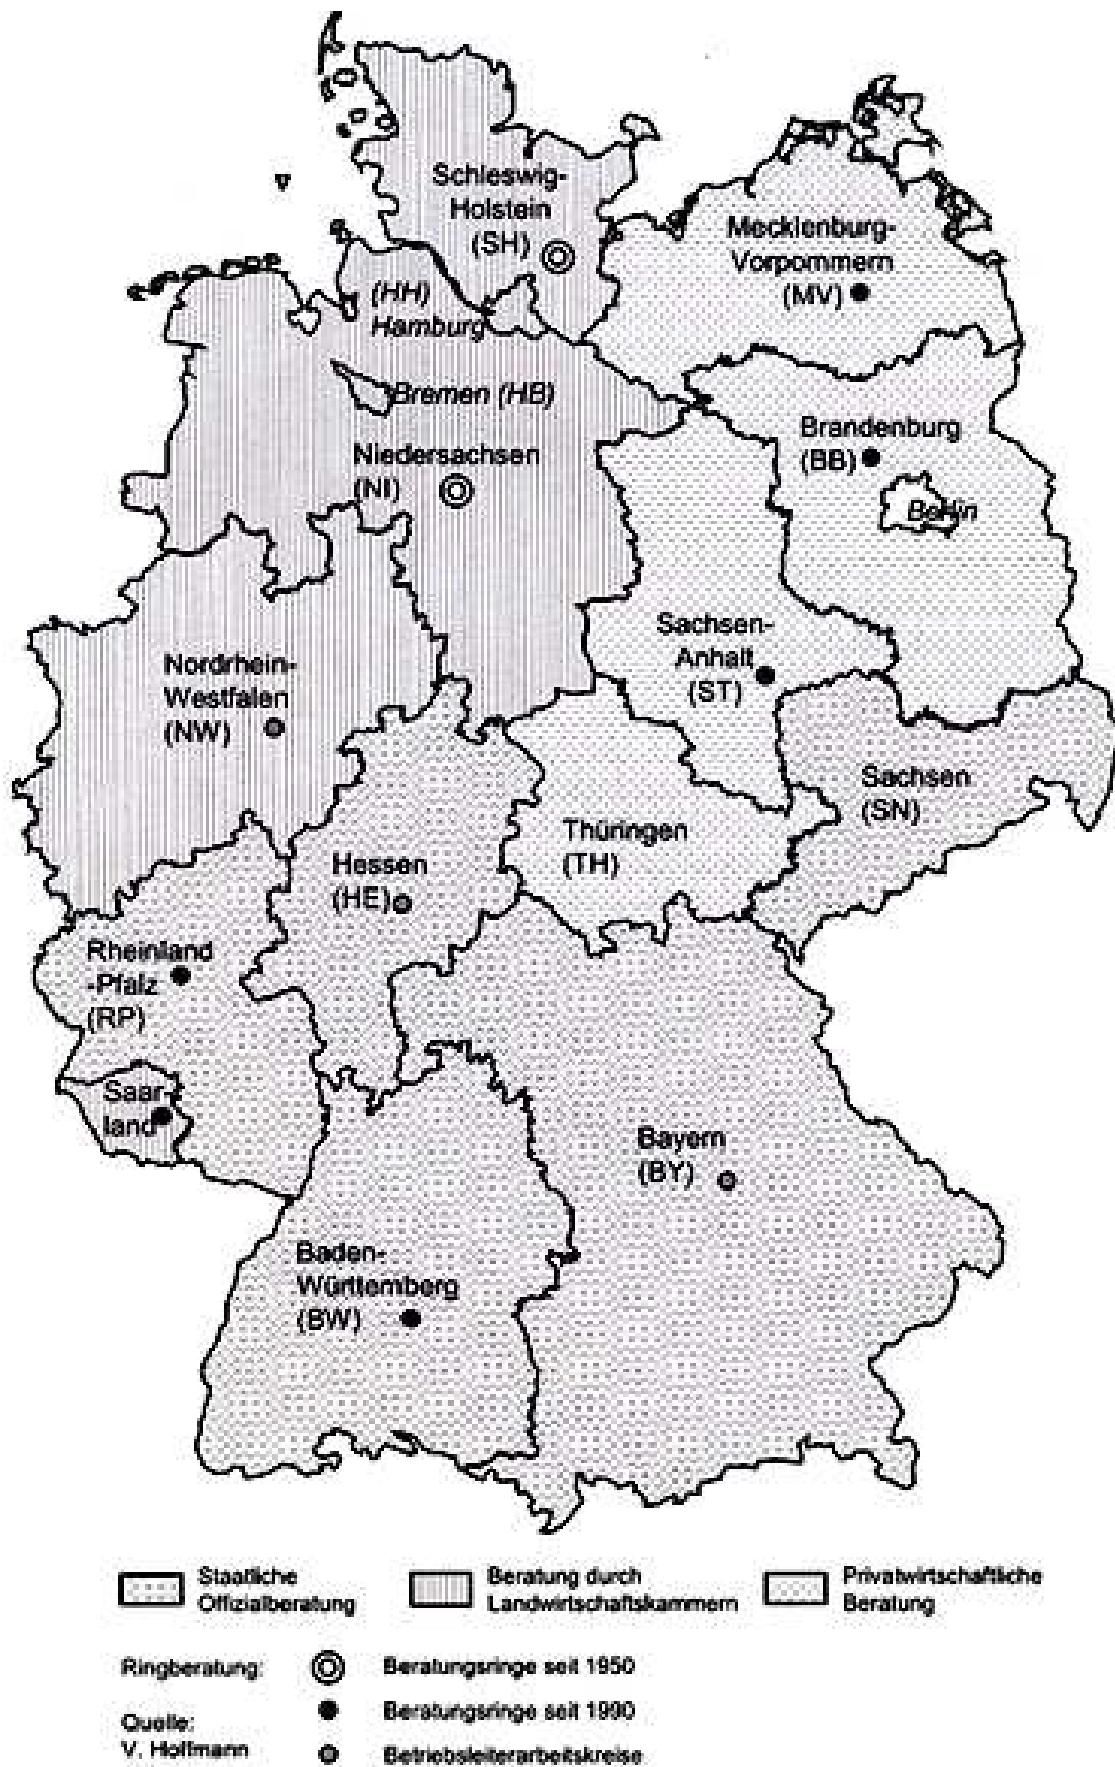 Schleswig-
Holstein
(SH)
Mecklenburg-
Vorpommern
(MV)
(HH)
Hamburg
Bremen (HB)
Niedersachsen
(NI)
Brandenburg
(BB)
Berlin
Sachsen-
Anhalt
(ST)
Nordrhein-
Westfalen
(NW)
Sachsen
(SN)
Thüringen
(TH)
Hessen
(HE)
Rheinland
-Pfalz
(RP)
Saar-
land
Bayern
(BY)
Baden-
Württemberg
(BW)
Staatliche
Offizialberatung
Beratung durch
Landwirtschaftskammern
Privatwirtschaftliche
Beratung
Ringberatung:
Beratungsringe seit 1950
Beratungsringe seit 1990
Quelle:
V. Hoffmann
Betriebsleiterarbeitskreise